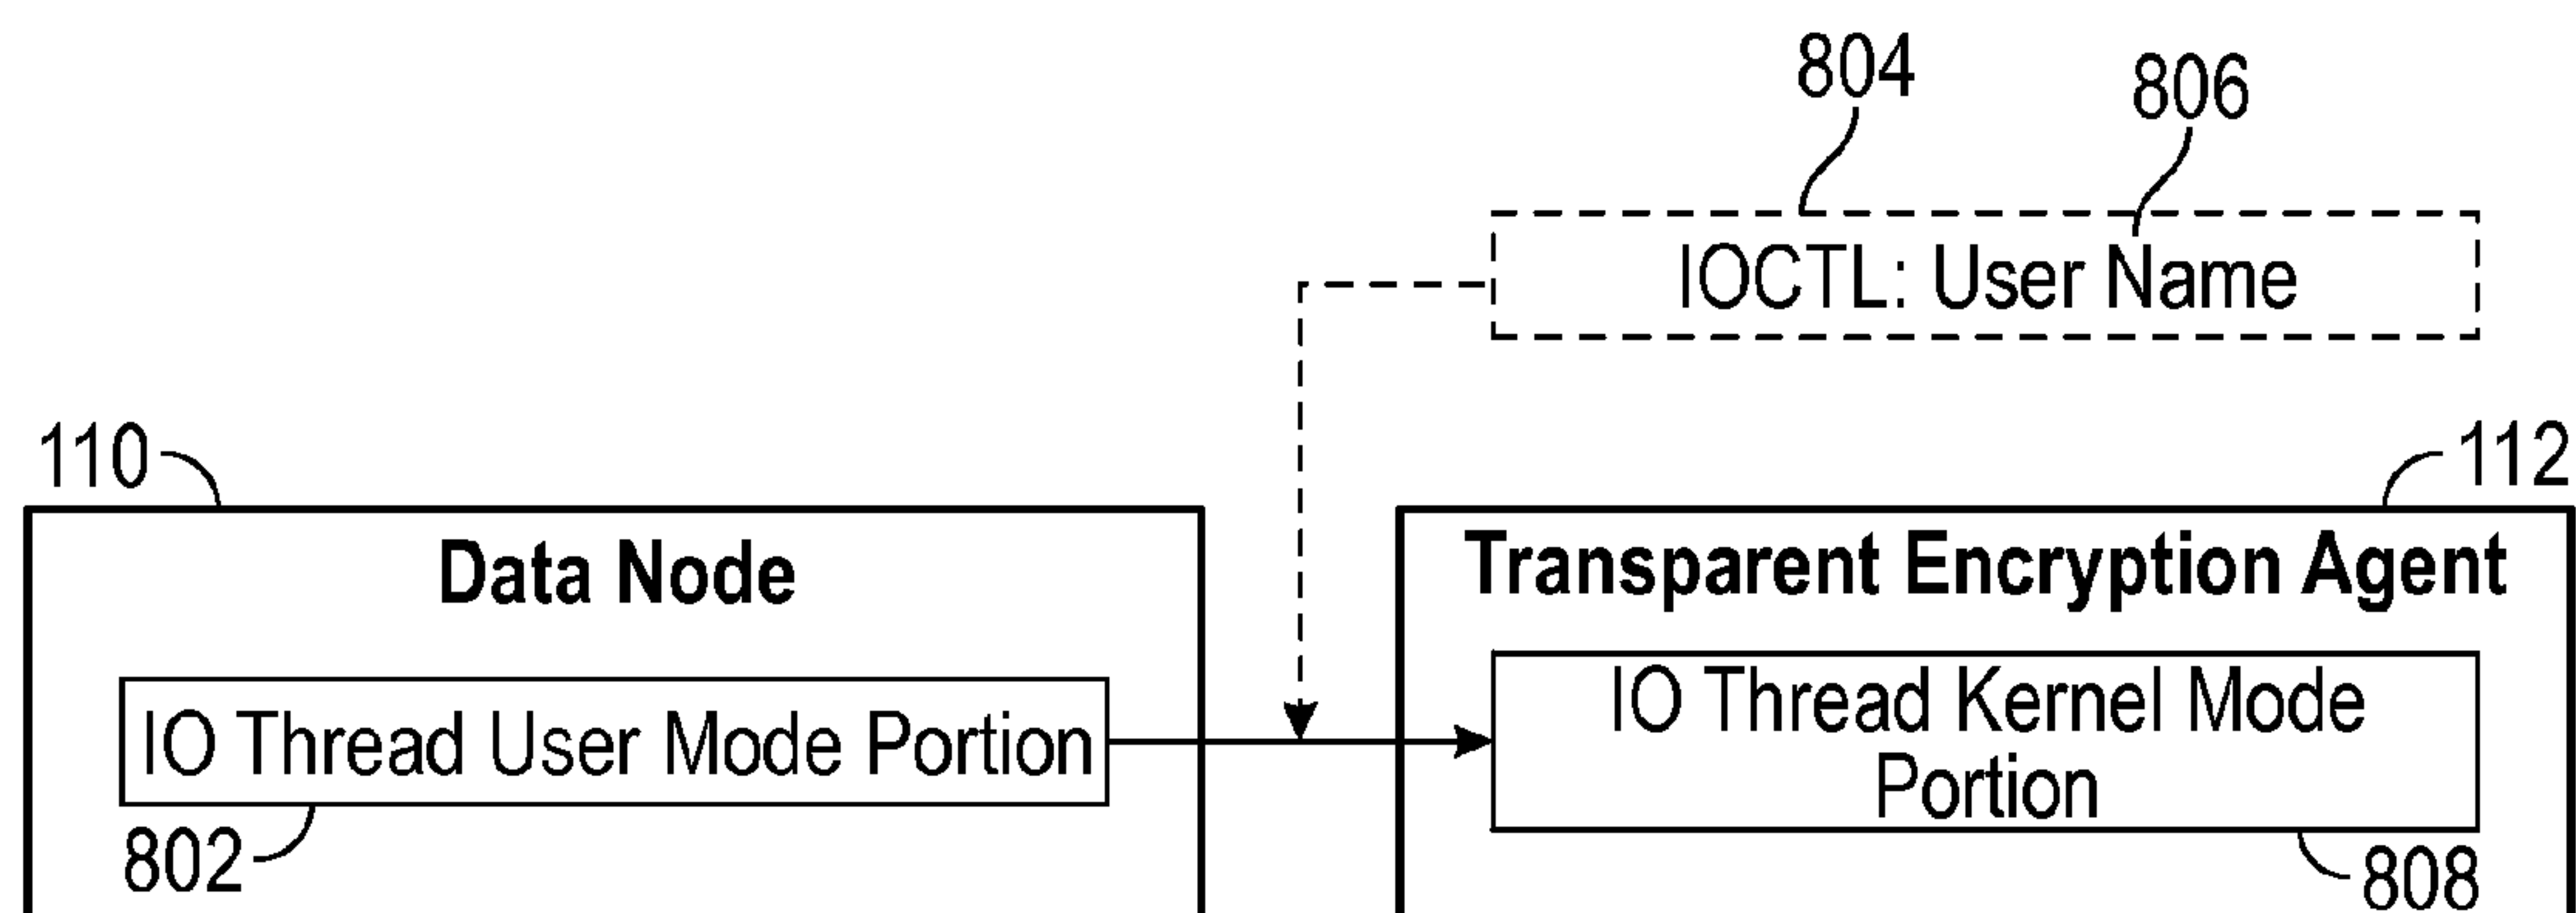 804
806
IOCTL: User Name
110
112
Data Node
Transparent Encryption Agent
IO Thread User Mode Portion
IO Thread Kernel Mode
Portion
802
808